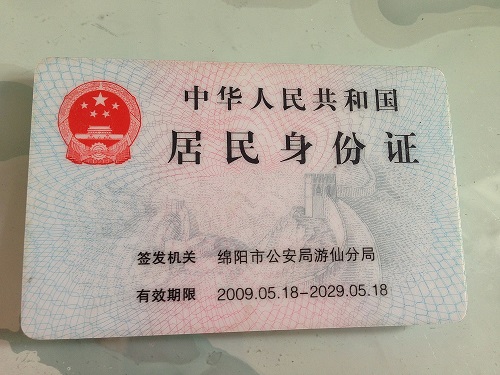 中华人民共和国
居民身份证
签发机关 绵阳市公安局游仙分局
有效期限 2009.05.18-2029.05.18